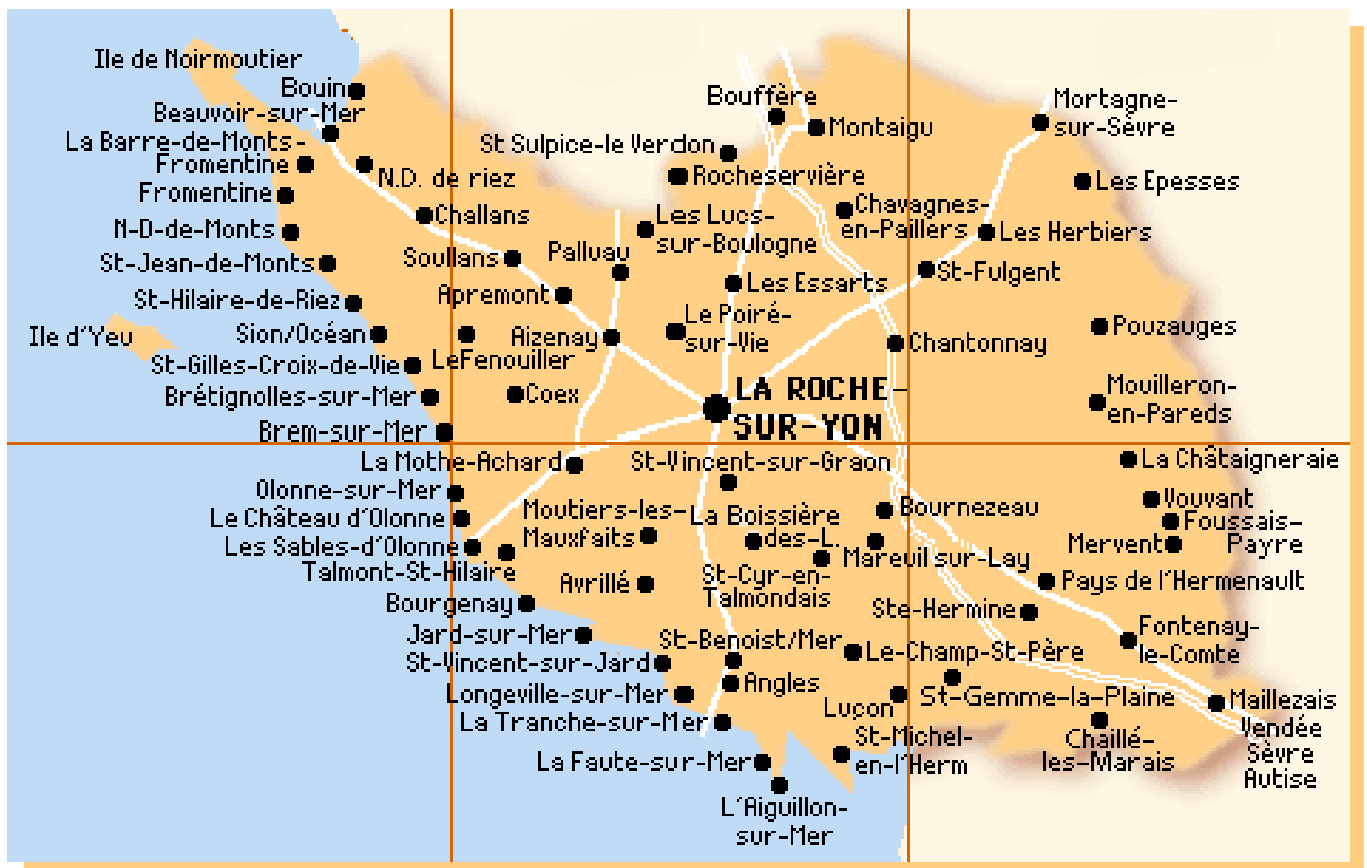 Ile de Noirmoutier
Bouin
Beauvoir-sur-Mer
La Barre-de-Monts-
Fromentine
Fromentine
N-D-de-Monts
St-Jean-de-Monts
St-Hilaire-de-Riez
Ile d'Yeu
Sion/Océan
St-Gilles-Croix-de-Vie
Brétignolles-sur-Mer
Brem-sur-Mer
N.D. de riez
Challans
Soullans
Apremont
Palluau
Aizenay
LeFenouiller
Coex
Bouffère
Montaigu
St Sulpice-le Verdon
Rocheservière
Les Lucs-
sur-Boulogne
Chavagnes-
en-Paillers
Les Essarts
Le Poiré-
sur-Vie
LA ROCHE-
SUR-YON
Mortagne-
sur-Sèvre
Les Epesses
Les Herbiers
St-Fulgent
Pouzauges
Chantonnay
Mouilleron-
en-Pareds
La Mothe-Achard
Olonne-sur-Mer
Le Château d'Olonne
Les Sables-d'Olonne
Talmont-St-Hilaire
Bourgenay
Jard-sur-Mer
St-Vincent-sur-Jard
Longeville-sur-Mer
La Tranche-sur-Mer
La Faute-sur-Mer
L'Aiguillon-
sur-Mer
St-Vincent-sur-Graon
Moutiers-les-
Mauxfaits
La Boissière
des-L.
Avrillé
St-Cyr-en-
Talmondais
Bournezeau
Mareuil sur-Lay
St-Benoist/Mer
Angles
Le-Champ-St-Père
Luçon
St-Michel-
en-l'Herm
La Châtaigneraie
Vouvant
Foussais-
Payre
Mervent
Pays de l'Hermenault
Ste-Hermine
Fontenay-
le-Comte
St-Gemme-la-Plaine
Chaillé-
les-Marais
Maillezais
Vendée
Sèvre
Autise